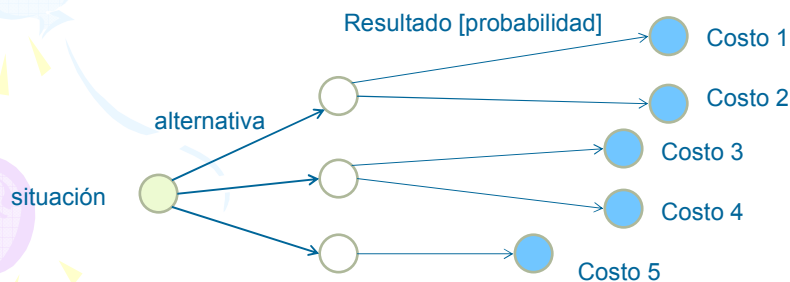 Resultado [probabilidad]
Costo 1
Costo 2
alternativa
Costo 3
situación
Costo 4
Costo 5